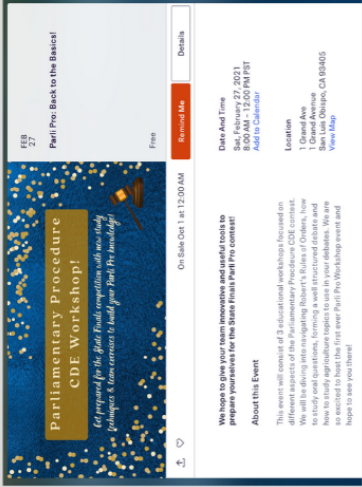 Parliamentary Procedure
CDE Workshop!
Get prepared for the State Finals competition with new study
techniques & team exercises to build your Parli Pro knowledge!
FEB
27
Parli Pro: Back to the Basics!
Free
On Sale Oct 1 at 12:00 AM
Remind Me
Details
We hope to give your team innovative and useful tools to
prepare yourselves for the State Finals Parli Pro contest!
About this Event
This event will consist of 3 educational workshops focused on
different aspects of the Parliamentary Procedure CDE contest.
We will be diving into navigating Robert's Rules of Orders, how
to study oral questions, forming a well structured debate and
how to study agriculture topics to use in your debates. We are
so excited to host the first ever Parli Pro Workshop event and
hope to see you there!
Date And Time
Sat, February 27, 2021
8:00 AM – 12:00 PM PST
Add to Calendar
Location
1 Grand Ave
1 Grand Avenue
San Luis Obispo, CA 93405
View Map